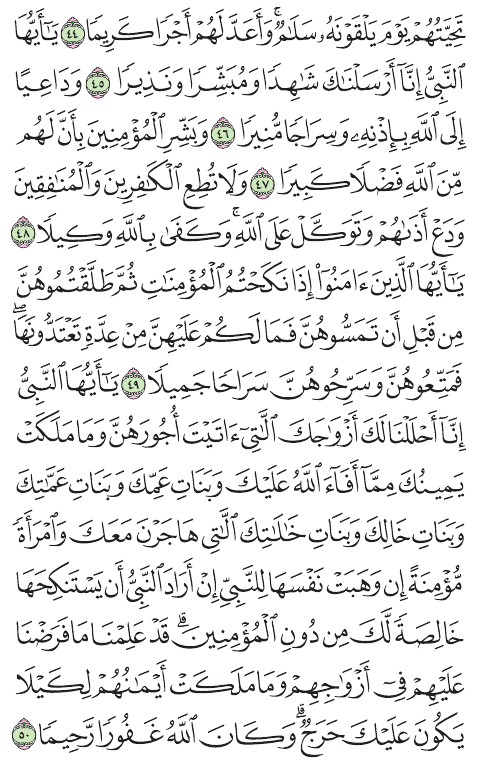 تَحِيَّتُهُمْ يَوْمَ يَلْقَوْنَهُۥ سَلَٰمٌۚ وَأَعَدَّ لَهُمْ أَجْرًا كَرِيمًا ٤٤ يَٰٓأَيُّهَا
ٱلنَّبِيُّ إِنَّآ أَرْسَلْنَٰكَ شَٰهِدًا وَمُبَشِّرًا وَنَذِيرًا ٤٥ وَدَاعِيًا
إِلَى ٱللَّهِ بِإِذْنِهِۦ وَسِرَاجًا مُّنِيرًا ٤٦ وَبَشِّرِ ٱلْمُؤْمِنِينَ بِأَنَّ لَهُم
مِّنَ ٱللَّهِ فَضْلًا كَبِيرًا ٤٧ وَلَا تُطِعِ ٱلْكَٰفِرِينَ وَٱلْمُنَٰفِقِينَ
وَدَعْ أَذَىٰهُمْ وَتَوَكَّلْ عَلَى ٱللَّهِۚ وَكَفَىٰ بِٱللَّهِ وَكِيلًا ٤٨
يَٰٓأَيُّهَا ٱلَّذِينَ ءَامَنُوٓا۟ إِذَا نَكَحْتُمُ ٱلْمُؤْمِنَٰتِ ثُمَّ طَلَّقْتُمُوهُنَّ
مِن قَبْلِ أَن تَمَسُّوهُنَّ فَمَا لَكُمْ عَلَيْهِنَّ مِنْ عِدَّةٍ تَعْتَدُّونَهَاۖ
فَمَتِّعُوهُنَّ وَسَرِّحُوهُنَّ سَرَاحًا جَمِيلًا ٤٩ يَٰٓأَيُّهَا ٱلنَّبِيُّ
إِنَّآ أَحْلَلْنَا لَكَ أَزْوَٰجَكَ ٱلَّٰتِيٓ ءَاتَيْتَ أُجُورَهُنَّ وَمَا مَلَكَتْ
يَمِينُكَ مِمَّآ أَفَآءَ ٱللَّهُ عَلَيْكَ وَبَنَاتِ عَمِّكَ وَبَنَاتِ عَمَّٰتِكَ
وَبَنَاتِ خَالِكَ وَبَنَاتِ خَٰلَٰتِكَ ٱلَّٰتِي هَاجَرْنَ مَعَكَ وَٱمْرَأَةً
مُّؤْمِنَةً إِن وَهَبَتْ نَفْسَهَا لِلنَّبِيِّ إِنْ أَرَادَ ٱلنَّبِيُّ أَن يَسْتَنكِحَهَا
خَالِصَةً لَّكَ مِن دُونِ ٱلْمُؤْمِنِينَۗ قَدْ عَلِمْنَا مَا فَرَضْنَا
عَلَيْهِمْ فِيٓ أَزْوَٰجِهِمْ وَمَا مَلَكَتْ أَيْمَٰنُهُمْ لِكَيْلَا
يَكُونَ عَلَيْكَ حَرَجٌۗ وَكَانَ ٱللَّهُ غَفُورًا رَّحِيمًا ٥٠